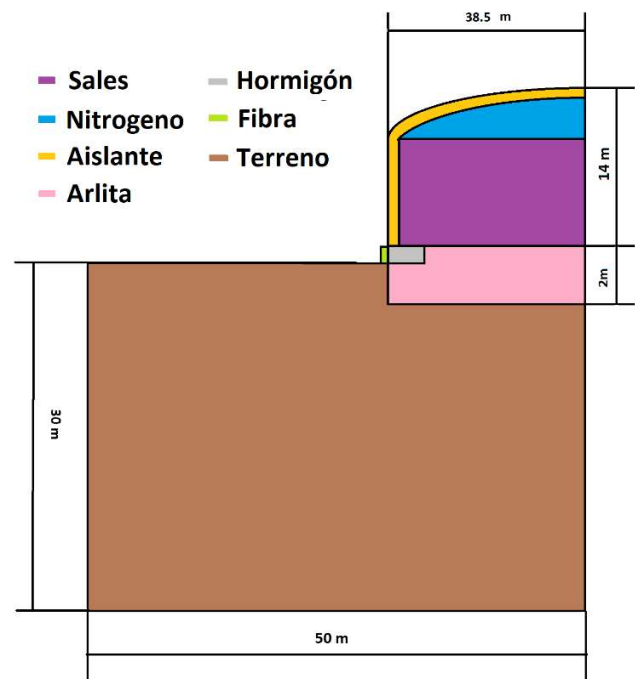 38.5 m
Sales
Hormigón
Nitrogeno
Fibra
Aislante
Terreno
Arlita
14 m
2m
30 m
50 m